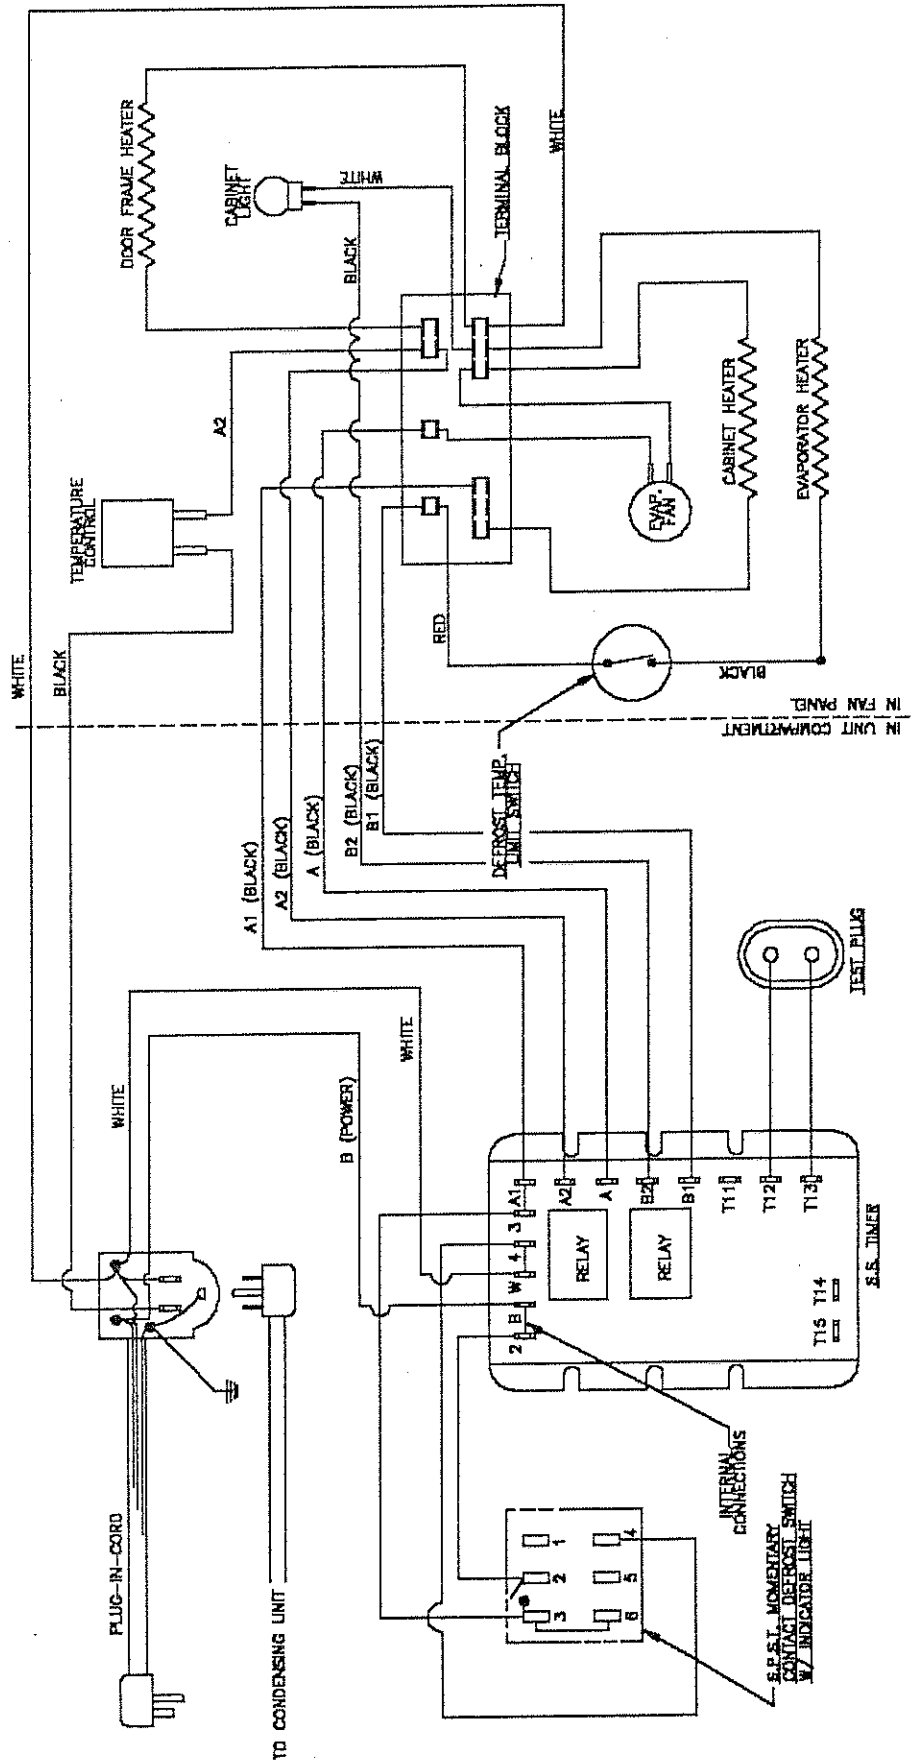 DOOR FRAME HEATER
CABINET
LIGHT
WHITE
BLACK
TERMINAL BLOCK
WHITE
A2
TEMPERATURE
CONTROL
CABINET HEATER
EVAPORATOR HEATER
EVAP.
FAN
WHITE
BLACK
RED
BLACK
IN FAN PANEL
IN UNIT COMPARTMENT
DEFROST TEMP.
LIMIT SWITCH
A1 (BLACK)
A2 (BLACK)
A (BLACK)
B2 (BLACK)
B1 (BLACK)
WHITE
WHITE
B (POWER)
TEST PLUG
A1
A2
A
B2
B1
T11
T12
T13
3
4
W
B
2
RELAY
RELAY
T15
T14
S.S. TIMER
PLUG-IN-CORD
TO CONDENSING UNIT
INTERNAL
CONNECTIONS
1
2
3
4
5
6
S.P.S.T. MOMENTARY
CONTACT DEFROST SWITCH
W/ INDICATOR LIGHT